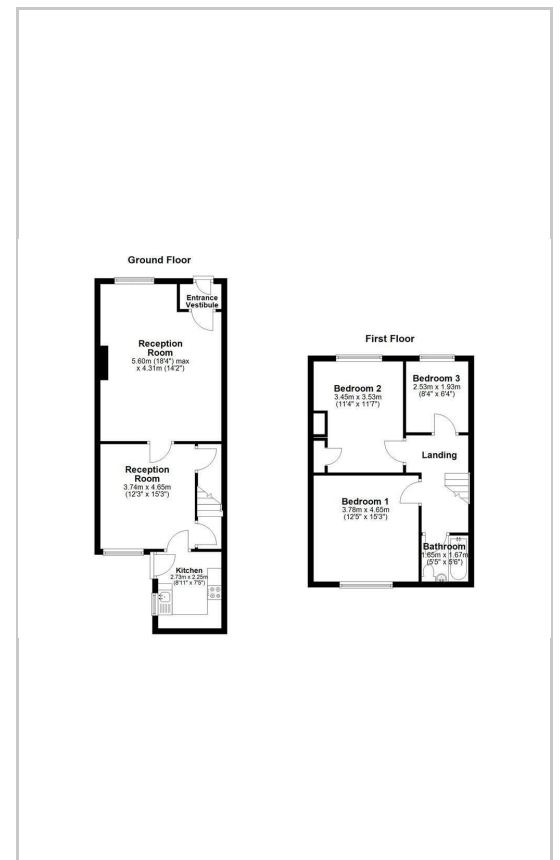 Ground Floor
Entrance
Vestibule
Reception
Room
5.60m (18'4") max
x 4.31m (14'2")
Reception
Room
3.74m x 4.65m
(12'3" x 15'3")
Kitchen
2.73m x 2.25m
(8'11" x 7'5")
First Floor
Bedroom 2
3.45m x 3.53m
(11'4" x 11'7")
Bedroom 3
2.53m x 1.93m
(8'4" x 6'4")
Landing
Bedroom 1
3.78m x 4.65m
(12'5" x 15'3")
Bathroom
1.65m x 1.67m
(5'5" x 5'6")